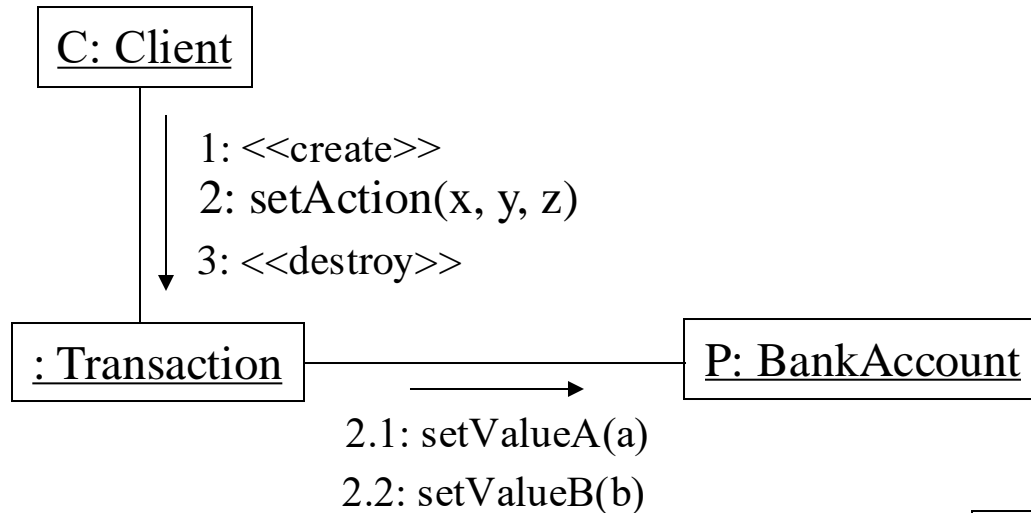 C: Client
1: <<create>>
2: setAction(x, y, z)
3: <<destroy>>
: Transaction
P: BankAccount
2.1: setValueA(a)
2.2: setValueB(b)